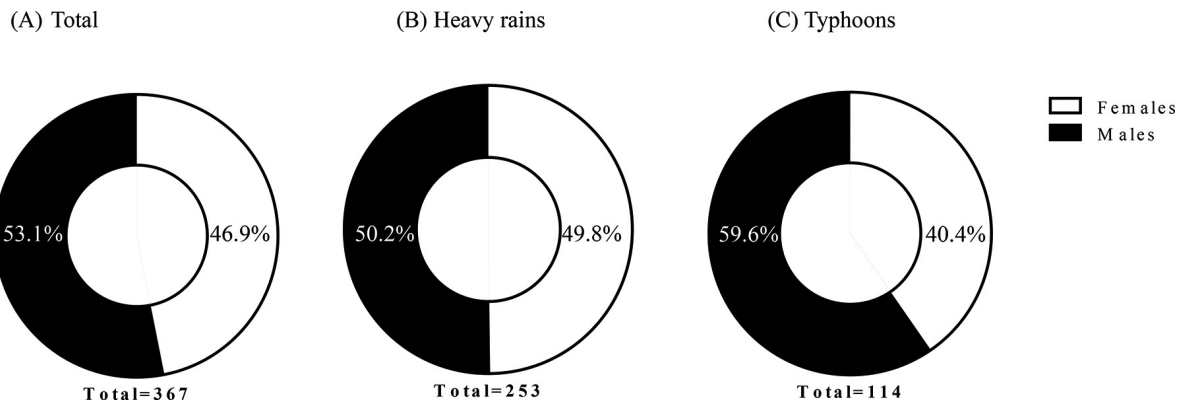 (A) Total
(B) Heavy rains
(C) Typhoons
Females
Males
53.1%
46.9%
50.2%
49.8%
59.6%
40.4%
Total=367
Total=253
Total=114